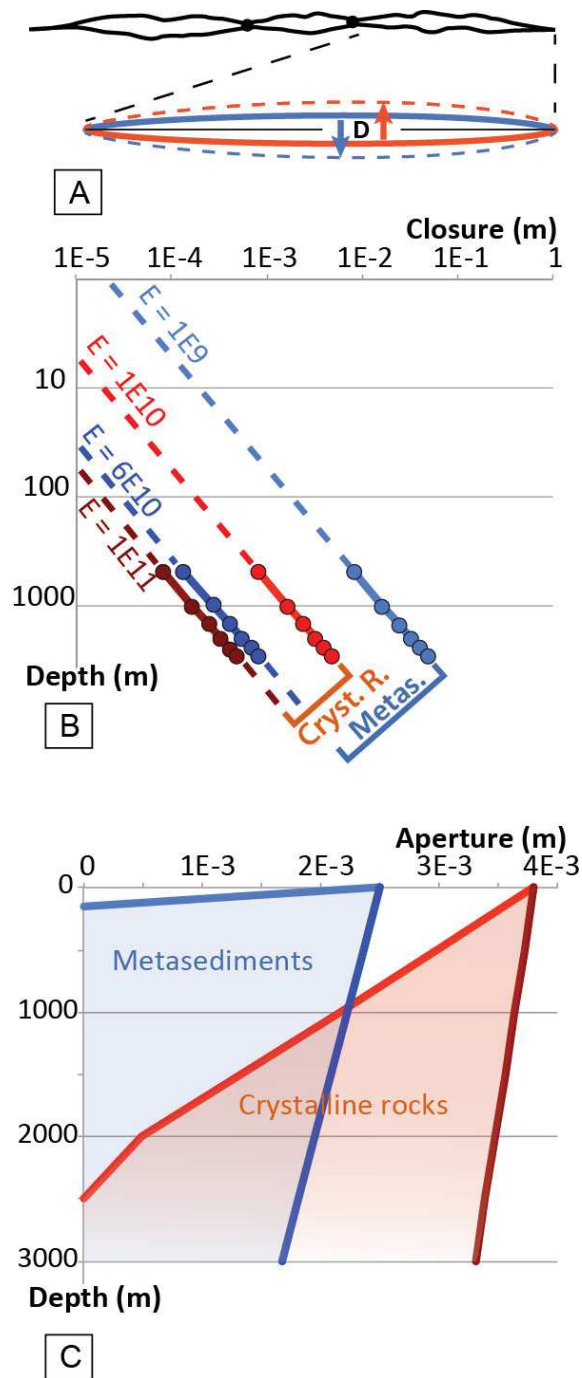 D
A
Closure (m)
1E-5 1E-4 1E-3 1E-2 1E-1 1
E = 1E9
10
E = 1E10
E = 6E10
100
E = 1E11
1000
Depth (m)
Cryst. R.
Metas.
B
Aperture (m)
0 1E-3 2E-3 3E-3 4E-3
0
Metasediments
1000
Crystalline rocks
2000
3000
Depth (m)
C